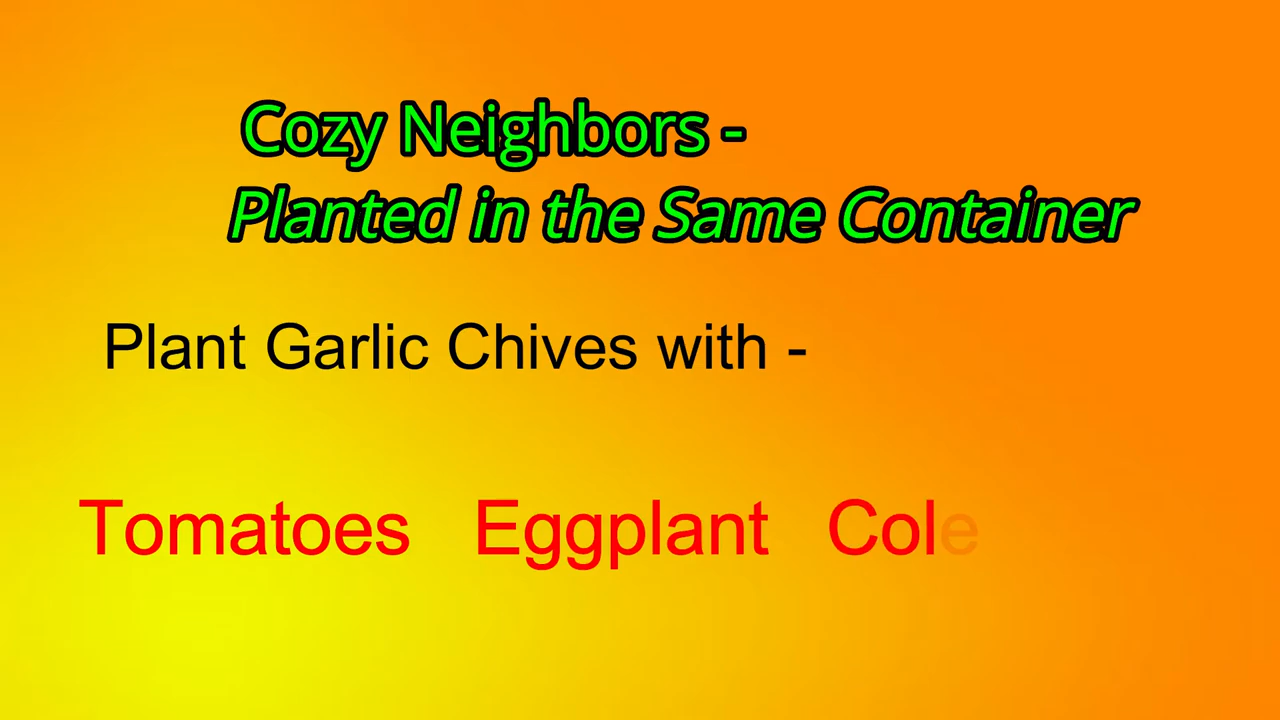 Cozy Neighbors -
Planted in the Same Container
Plant Garlic Chives with -
Tomatoes Eggplant Cole